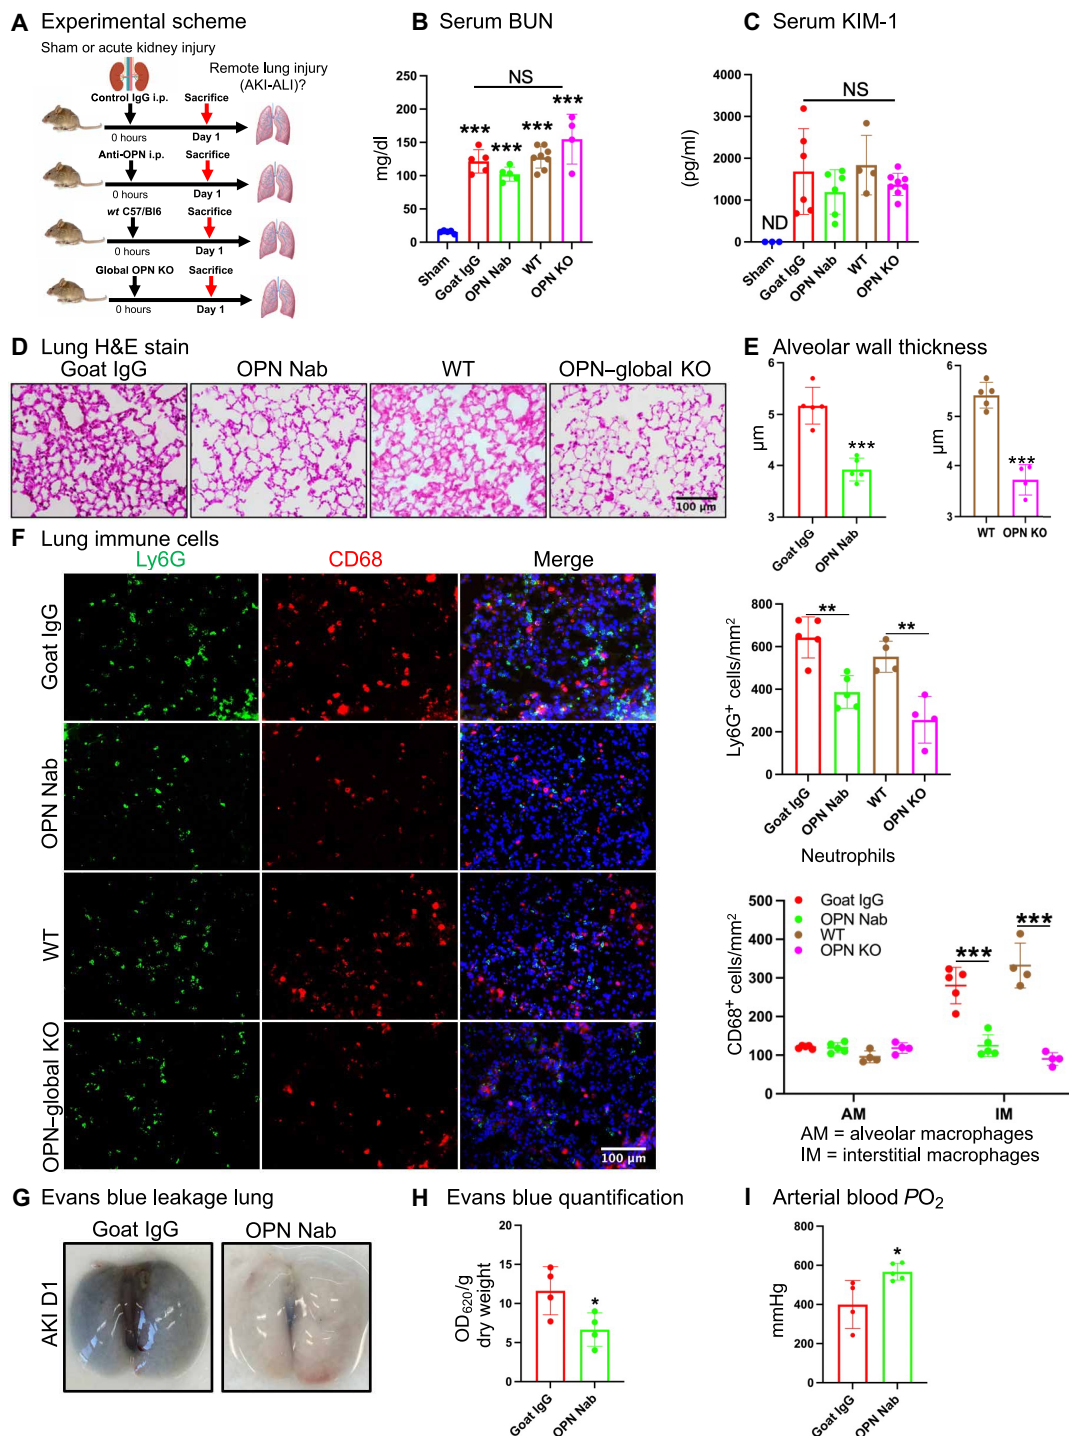 A Experimental scheme
Sham or acute kidney injury
Remote lung injury
(AKI-ALI)?
Control IgG i.p. Sacrifice
0 hours Day 1
Anti-OPN i.p. Sacrifice
0 hours Day 1
wt C57/Bl6 Sacrifice
0 hours Day 1
Global OPN KO Sacrifice
0 hours Day 1
B Serum BUN
NS
***
***
***
***
mg/dl
250
200
150
100
50
0
Sham Goat IgG OPN Nab WT OPN KO
C Serum KIM-1
NS
ND
(pg/ml)
4000
3000
2000
1000
0
Sham Goat IgG OPN Nab WT OPN KO
D Lung H&E stain
Goat IgG OPN Nab WT OPN–global KO
100 µm
E Alveolar wall thickness
µm
6
5
4
3
***
Goat IgG OPN Nab
µm
6
5
4
3
***
WT OPN KO
F Lung immune cells
Ly6G CD68 Merge
Goat IgG
OPN Nab
WT
OPN–global KO
100 µm
Ly6G+ cells/mm2
800
600
400
200
0
** **
Goat IgG OPN Nab WT OPN KO
Neutrophils
CD68+ cells/mm2
500
400
300
200
100
0
Goat IgG
OPN Nab
WT
OPN KO
*** ***
AM IM
AM = alveolar macrophages
IM = interstitial macrophages
G Evans blue leakage lung
Goat IgG OPN Nab
AKI D1
H Evans blue quantification
OD620/g
dry weight
20
15
10
5
0
*
Goat IgG OPN Nab
I Arterial blood PO2
mmHg
800
600
400
200
0
*
Goat IgG OPN Nab